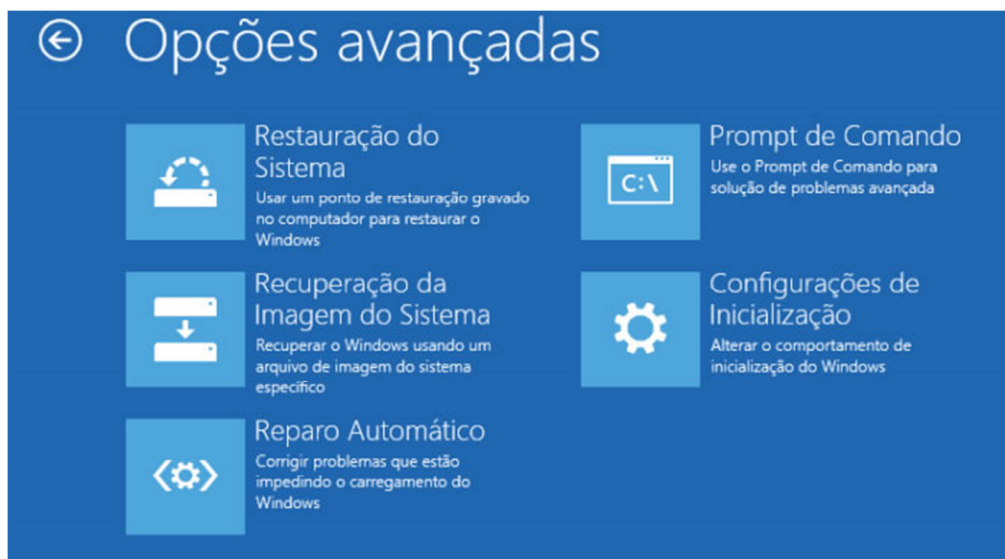 Opções avançadas
Restauração do
Sistema
Usar um ponto de restauração gravado
no computador para restaurar o
Windows
Recuperação da
Imagem do Sistema
Recuperar o Windows usando um
arquivo de imagem do sistema
específico
Reparo Automático
Corrigir problemas que estão
impedindo o carregamento do
Windows
Prompt de Comando
Use o Prompt de Comando para
solução de problemas avançada
C:\
Configurações de
Inicialização
Alterar o comportamento de
inicialização do Windows